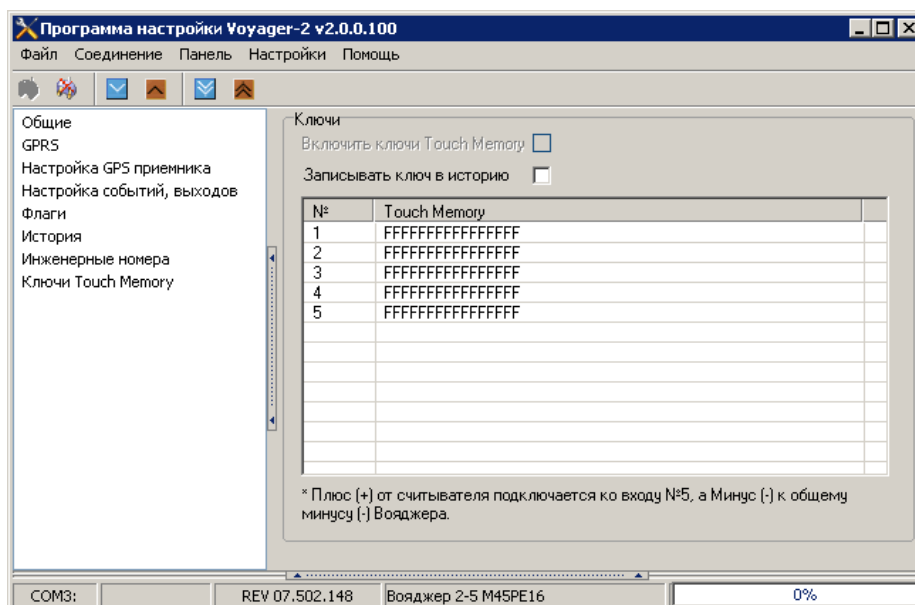 Программа настройки Voyager-2 v2.0.0.100
Файл Соединение Панель Настройки Помощь
Общие
GPRS
Настройка GPS приемника
Настройка событий, выходов
Флаги
История
Инженерные номера
Ключи Touch Memory
Ключи
Включить ключи Touch Memory
Записывать ключ в историю
№ Touch Memory
1 FFFFFFFFFFFFFFFF
2 FFFFFFFFFFFFFFFF
3 FFFFFFFFFFFFFFFF
4 FFFFFFFFFFFFFFFF
5 FFFFFFFFFFFFFFFF
* Плюс (+) от считывателя подключается ко входу №5, а Минус (-) к общему
минусу (-) Вояджера.
COM3: REV 07.502.148 Вояджер 2-5 M45PE16 0%